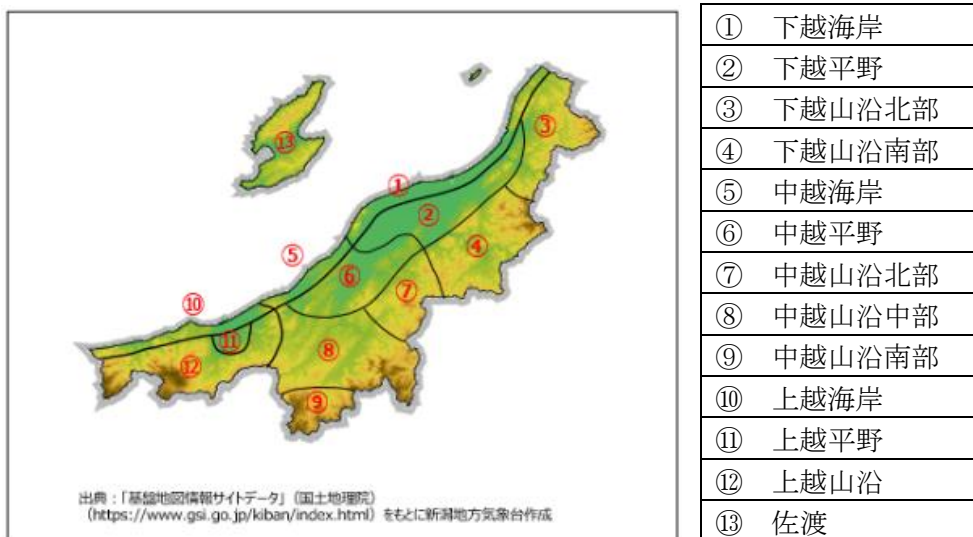 ⑬
③
①
②
⑤
④
⑥
⑦
⑩
⑪
⑧
⑫
⑨
出典：「基盤地図情報サイトデータ」（国土地理院）
（https://www.gsi.go.jp/kiban/index.html）をもとに新潟地方気象台作成
① 下越海岸
② 下越平野
③ 下越山沿北部
④ 下越山沿南部
⑤ 中越海岸
⑥ 中越平野
⑦ 中越山沿北部
⑧ 中越山沿中部
⑨ 中越山沿南部
⑩ 上越海岸
⑪ 上越平野
⑫ 上越山沿
⑬ 佐渡